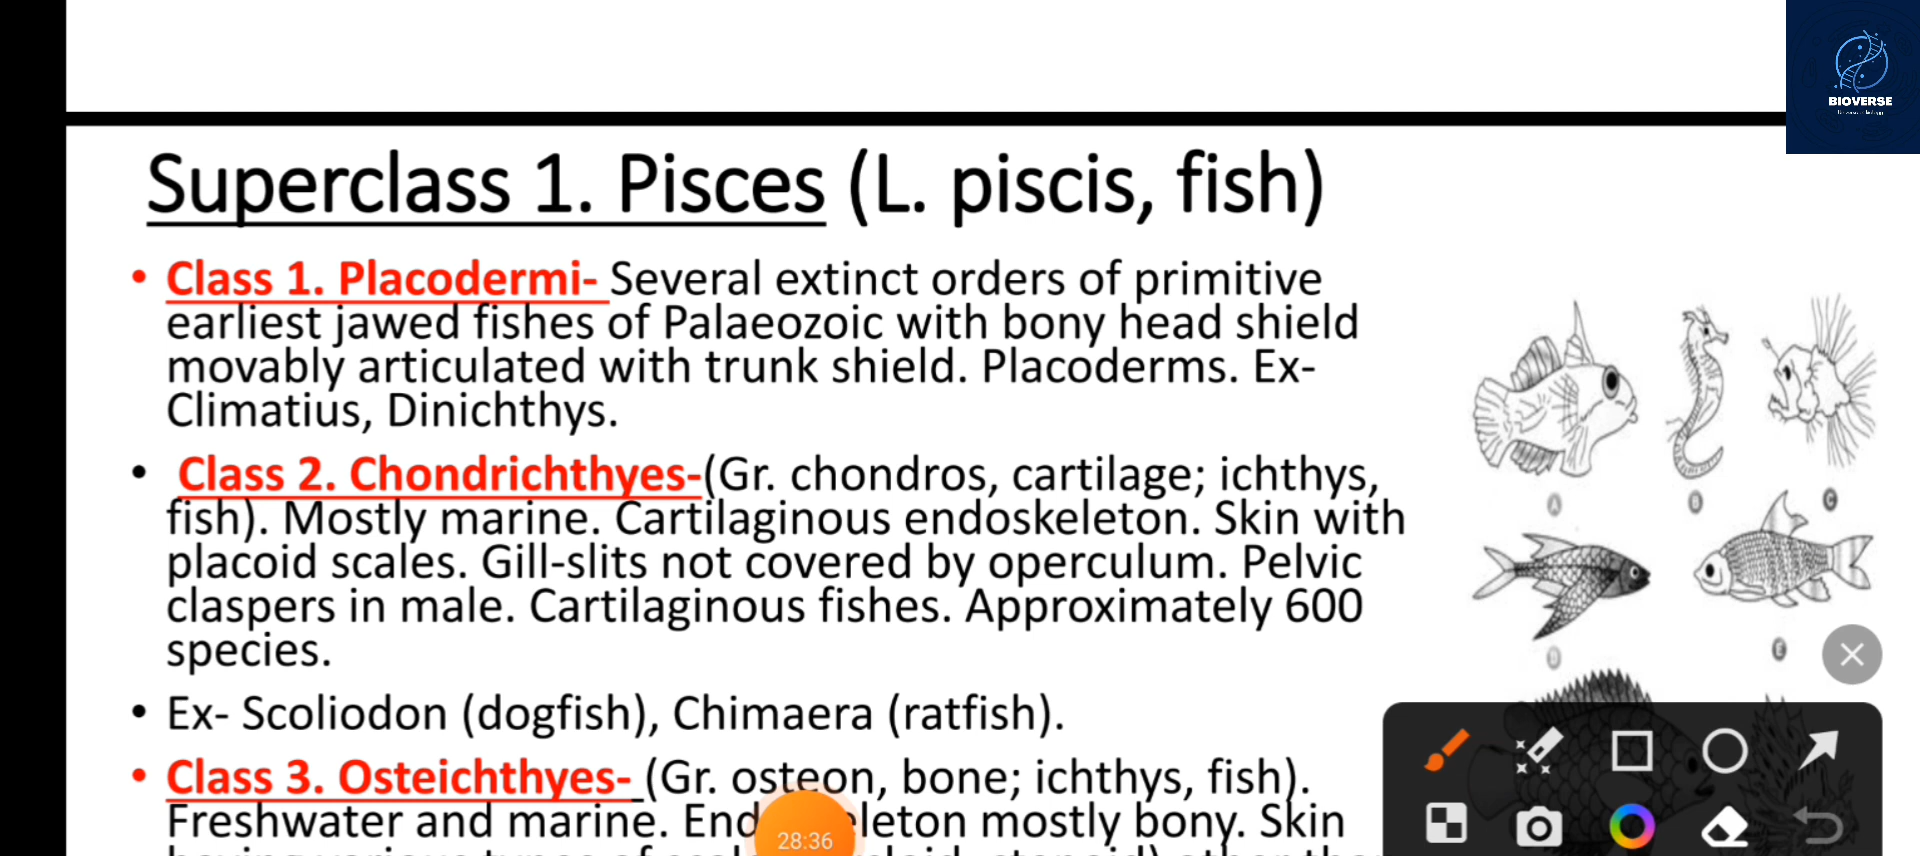 BIOVERSE
Superclass 1. Pisces (L. piscis, fish)
• Class 1. Placodermi- Several extinct orders of primitive
earliest jawed fishes of Palaeozoic with bony head shield
movably articulated with trunk shield. Placoderms. Ex-
Climatius, Dinichthys.
• Class 2. Chondrichthyes-(Gr. chondros, cartilage; ichthys,
fish). Mostly marine. Cartilaginous endoskeleton. Skin with
placoid scales. Gill-slits not covered by operculum. Pelvic
claspers in male. Cartilaginous fishes. Approximately 600
species.
• Ex- Scoliodon (dogfish), Chimaera (ratfish).
• Class 3. Osteichthyes- (Gr. osteon, bone; ichthys, fish).
Freshwater and marine. End leton mostly bony. Skin
A
B
C
D
E
28:36